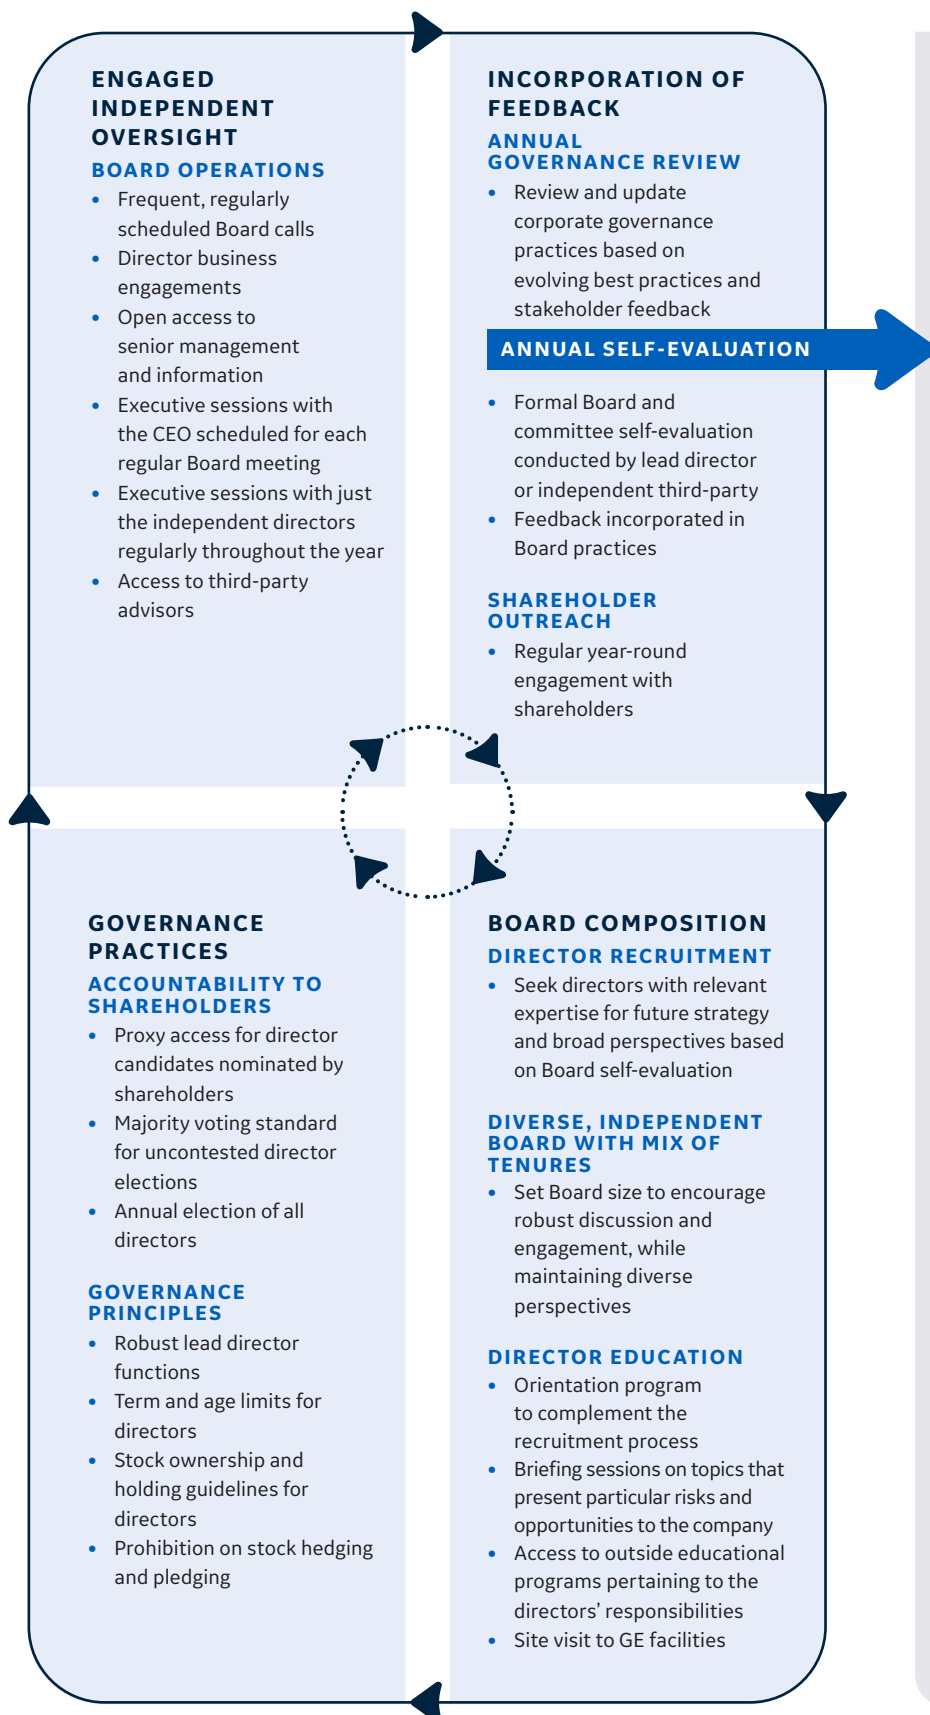 ENGAGED
INDEPENDENT
OVERSIGHT
BOARD OPERATIONS
• Frequent, regularly
scheduled Board calls
• Director business
engagements
• Open access to
senior management
and information
• Executive sessions with
the CEO scheduled for each
regular Board meeting
• Executive sessions with just
the independent directors
regularly throughout the year
• Access to third-party
advisors
INCORPORATION OF
FEEDBACK
ANNUAL
GOVERNANCE REVIEW
• Review and update
corporate governance
practices based on
evolving best practices and
stakeholder feedback
ANNUAL SELF-EVALUATION
• Formal Board and
committee self-evaluation
conducted by lead director
or independent third-party
• Feedback incorporated in
Board practices
SHAREHOLDER
OUTREACH
• Regular year-round
engagement with
shareholders
GOVERNANCE
PRACTICES
ACCOUNTABILITY TO
SHAREHOLDERS
• Proxy access for director
candidates nominated by
shareholders
• Majority voting standard
for uncontested director
elections
• Annual election of all
directors
GOVERNANCE
PRINCIPLES
• Robust lead director
functions
• Term and age limits for
directors
• Stock ownership and
holding guidelines for
directors
• Prohibition on stock hedging
and pledging
BOARD COMPOSITION
DIRECTOR RECRUITMENT
• Seek directors with relevant
expertise for future strategy
and broad perspectives based
on Board self-evaluation
DIVERSE, INDEPENDENT
BOARD WITH MIX OF
TENURES
• Set Board size to encourage
robust discussion and
engagement, while
maintaining diverse
perspectives
DIRECTOR EDUCATION
• Orientation program
to complement the
recruitment process
• Briefing sessions on topics that
present particular risks and
opportunities to the company
• Access to outside educational
programs pertaining to the
directors’ responsibilities
• Site visit to GE facilities